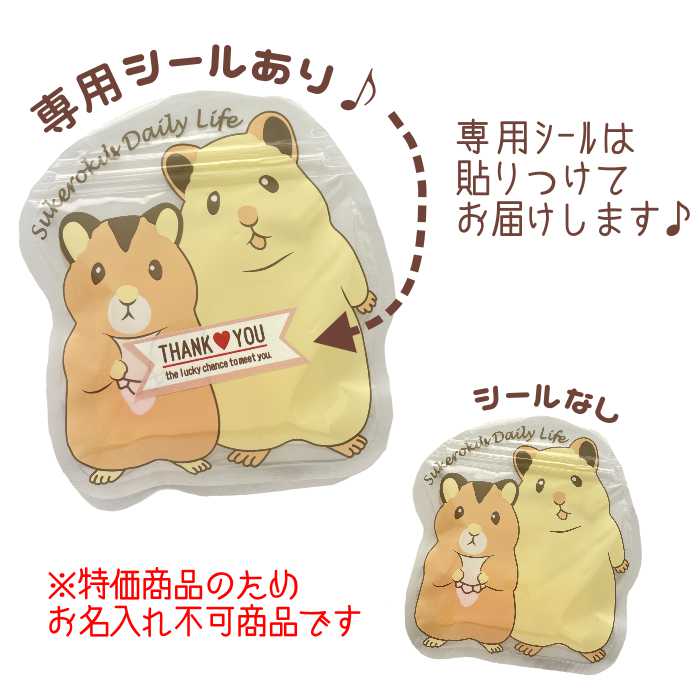 専用シールあり♪
Sukeroku's Daily Life
専用シールは
貼りつけて
お届けします♪
THANK♥YOU
the lucky chance to meet you.
シールなし
Sukeroku's Daily Life
※特価商品のため
お名入れ不可商品です